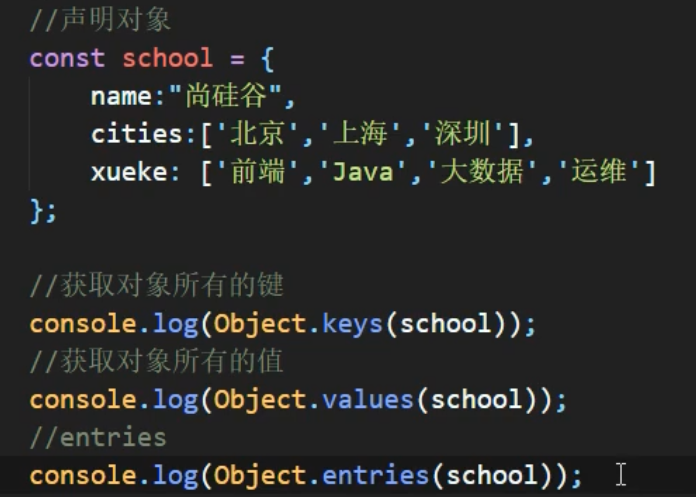 //声明对象
const school = {
name:"尚硅谷",
cities:['北京','上海','深圳'],
xueke: ['前端','Java','大数据','运维']
};
//获取对象所有的键
console.log(Object.keys(school));
//获取对象所有的值
console.log(Object.values(school));
//entries
console.log(Object.entries(school));